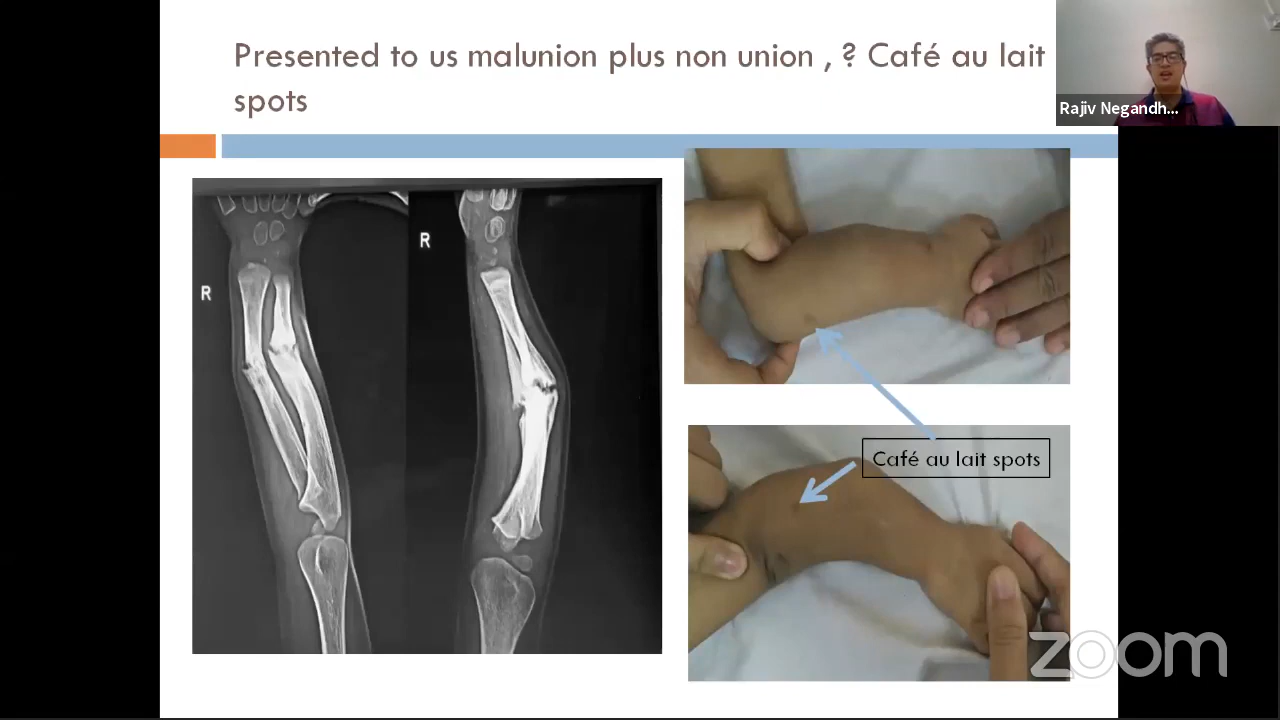 Presented to us malunion plus non union , ? Café au lait
spots
Rajiv Negandh...
R
R
Café au lait spots
zoom